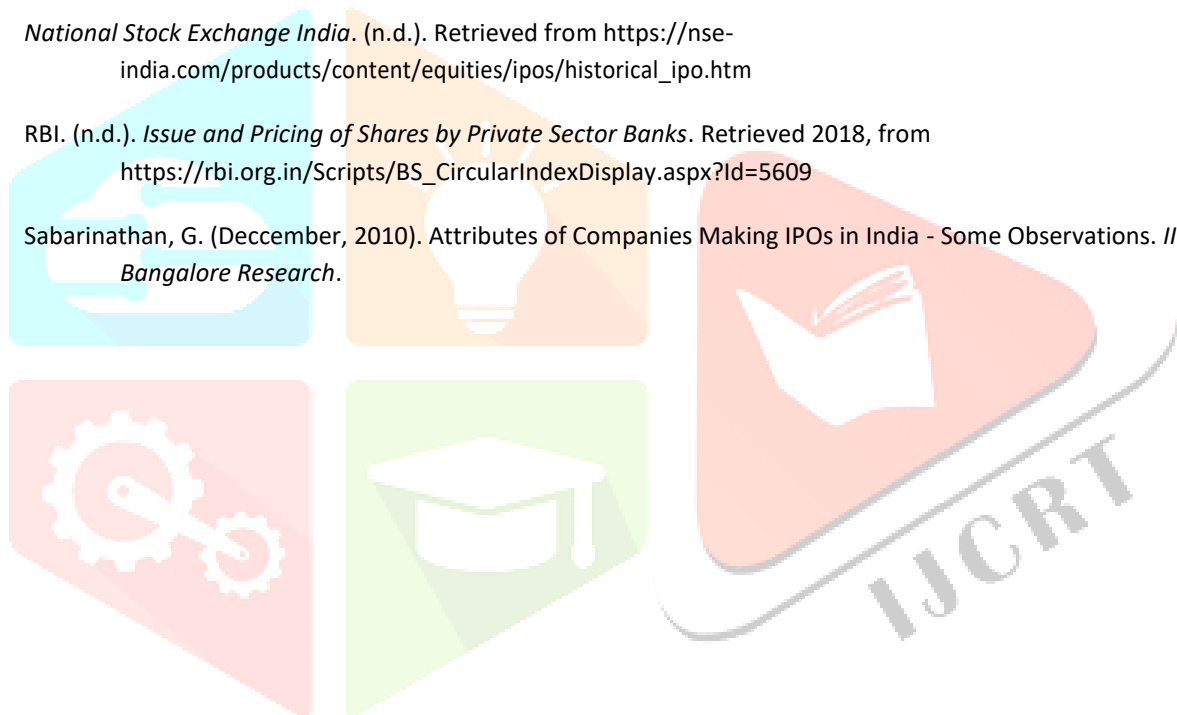 National Stock Exchange India. (n.d.). Retrieved from https://nse-
india.com/products/content/equities/ipos/historical_ipo.htm
RBI. (n.d.). Issue and Pricing of Shares by Private Sector Banks. Retrieved 2018, from
https://rbi.org.in/Scripts/BS_CircularIndexDisplay.aspx?Id=5609
Sabarinathan, G. (Deccember, 2010). Attributes of Companies Making IPOs in India - Some Observations. II
Bangalore Research.
IJCRT